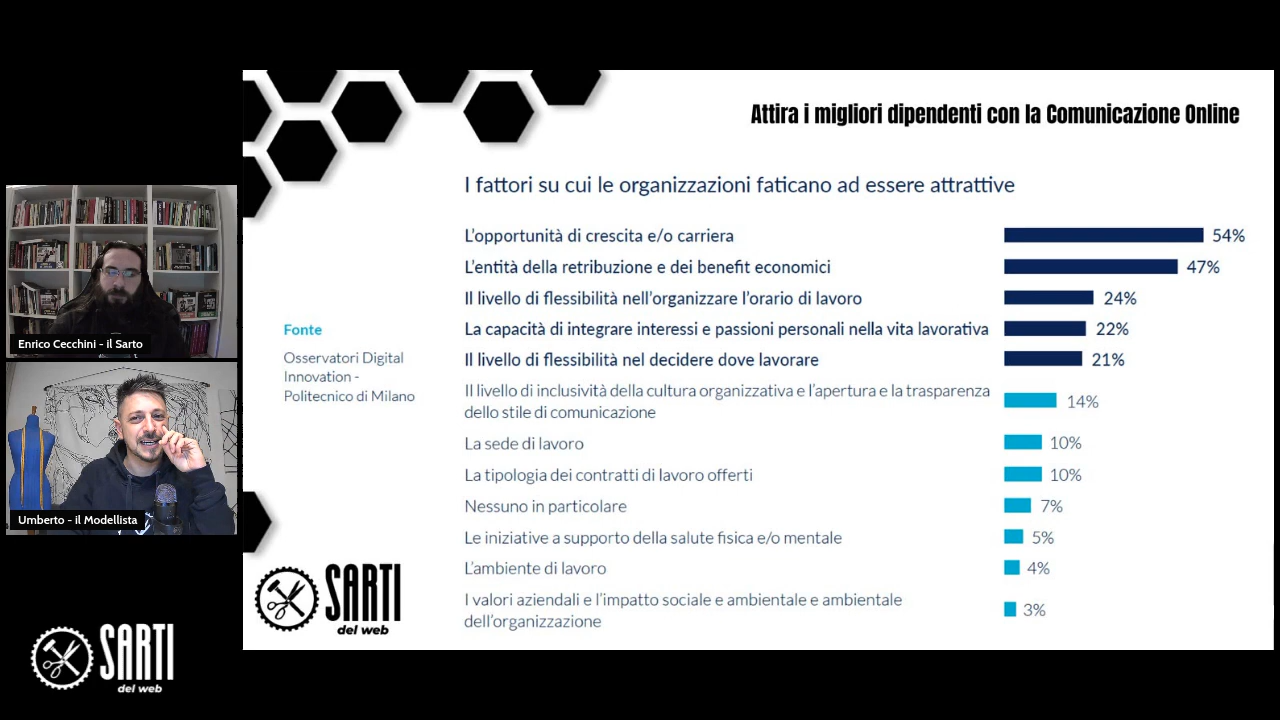 Attira i migliori dipendenti con la Comunicazione Online
I fattori su cui le organizzazioni faticano ad essere attrattive
L'opportunità di crescita e/o carriera 54%
L'entità della retribuzione e dei benefit economici 47%
Il livello di flessibilità nell'organizzare l'orario di lavoro 24%
La capacità di integrare interessi e passioni personali nella vita lavorativa 22%
Il livello di flessibilità nel decidere dove lavorare 21%
Il livello di inclusività della cultura organizzativa e l'apertura e la trasparenza
dello stile di comunicazione 14%
La sede di lavoro 10%
La tipologia dei contratti di lavoro offerti 10%
Nessuno in particolare 7%
Le iniziative a supporto della salute fisica e/o mentale 5%
L'ambiente di lavoro 4%
I valori aziendali e l'impatto sociale e ambientale e ambientale
dell'organizzazione 3%
Fonte
Osservatori Digital
Innovation -
Politecnico di Milano
Enrico Cecchini - il Sarto
Umberto - il Modellista
SARTI
del web
SARTI
del web